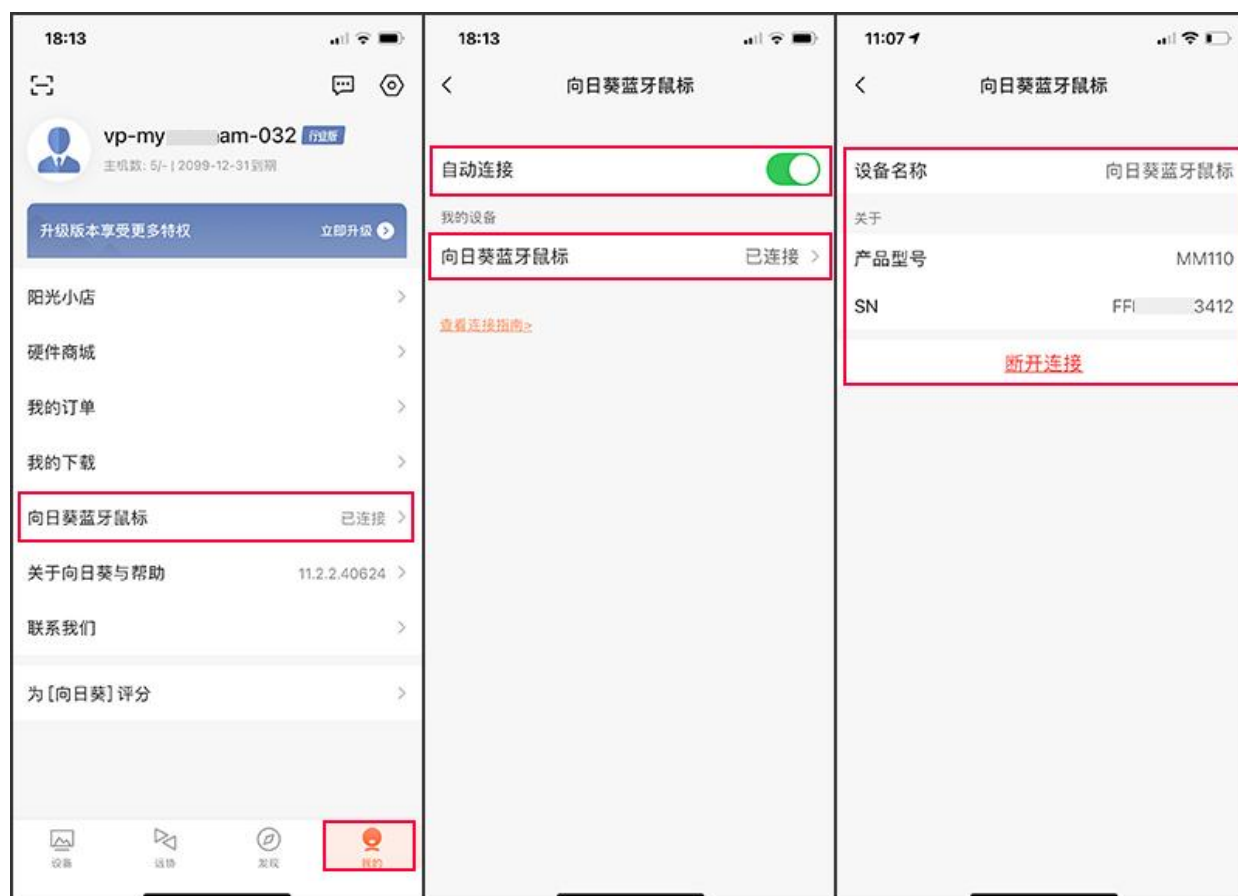 18:13
vp-my am-032 行业版
主机数: 5/- | 2099-12-31到期
升级版本享受更多特权 立即升级
阳光小店
硬件商城
我的订单
我的下载
向日葵蓝牙鼠标 已连接
关于向日葵与帮助 11.2.2.40624
联系我们
为[向日葵]评分
设备 远协 发现 我的
18:13
向日葵蓝牙鼠标
自动连接
我的设备
向日葵蓝牙鼠标 已连接
查看连接指南>
11:07
向日葵蓝牙鼠标
设备名称 向日葵蓝牙鼠标
关于
产品型号 MM110
SN FF 3412
断开连接